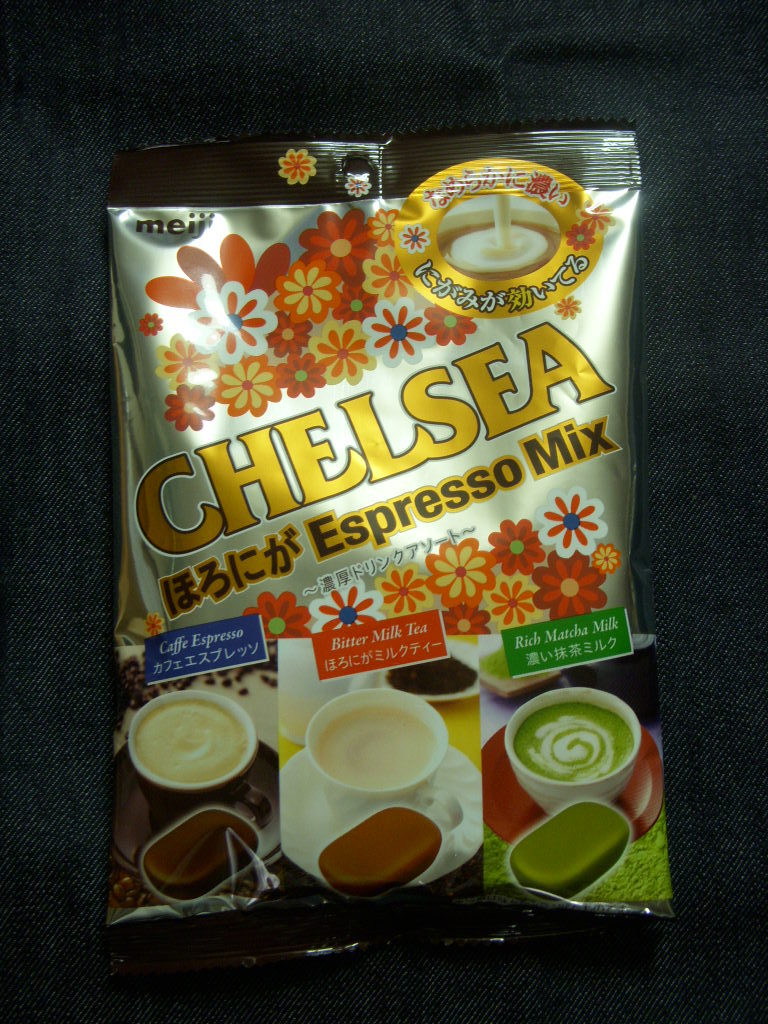 meiji
なめらかに濃い
にがみが効いてる
CHELSEA
ほろにが Espresso Mix
～濃厚ドリンクアソート～
Caffe Espresso
カフェエスプレッソ
Bitter Milk Tea
ほろにがミルクティー
Rich Matcha Milk
濃い抹茶ミルク